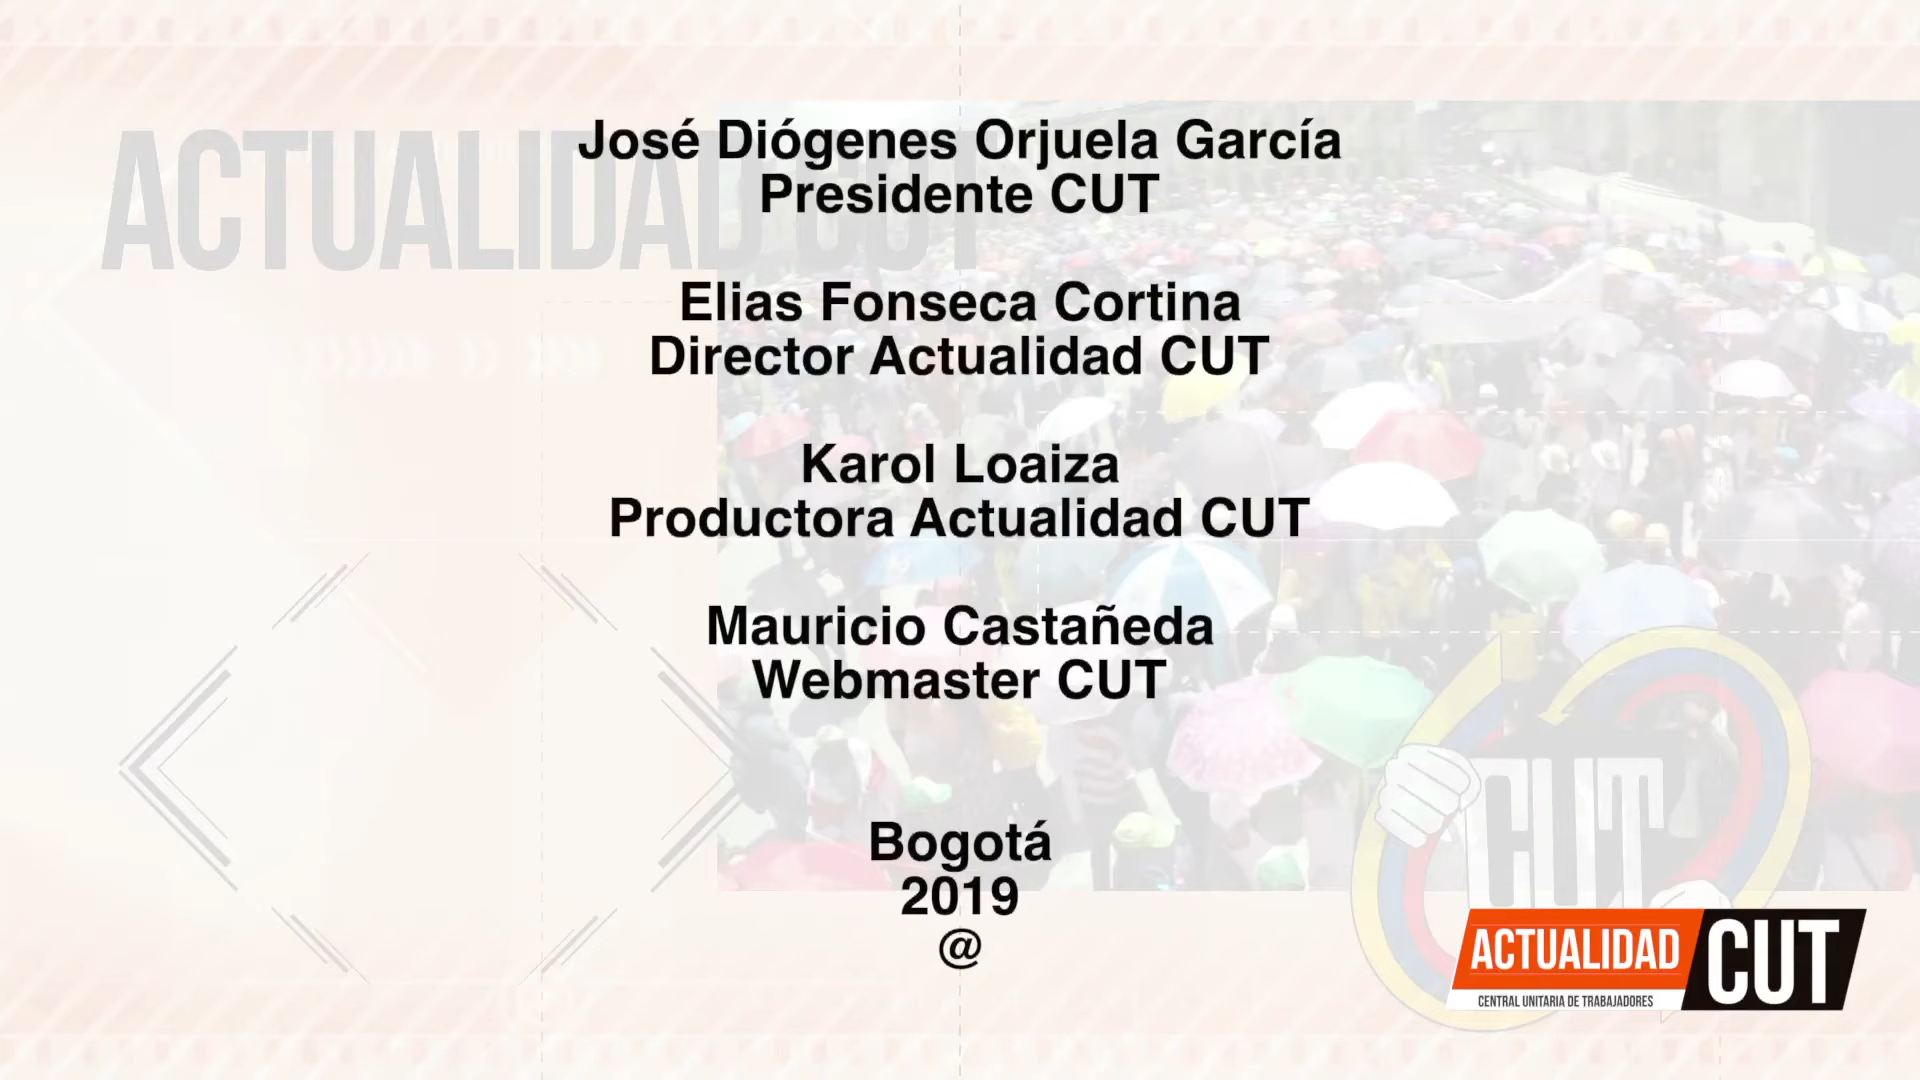 ACTUALIDAD CUT
José Diógenes Orjuela García
Presidente CUT
Elias Fonseca Cortina
Director Actualidad CUT
Karol Loaiza
Productora Actualidad CUT
Mauricio Castañeda
Webmaster CUT
Bogotá
2019
@
CUT
ACTUALIDAD CUT
CENTRAL UNITARIA DE TRABAJADORES